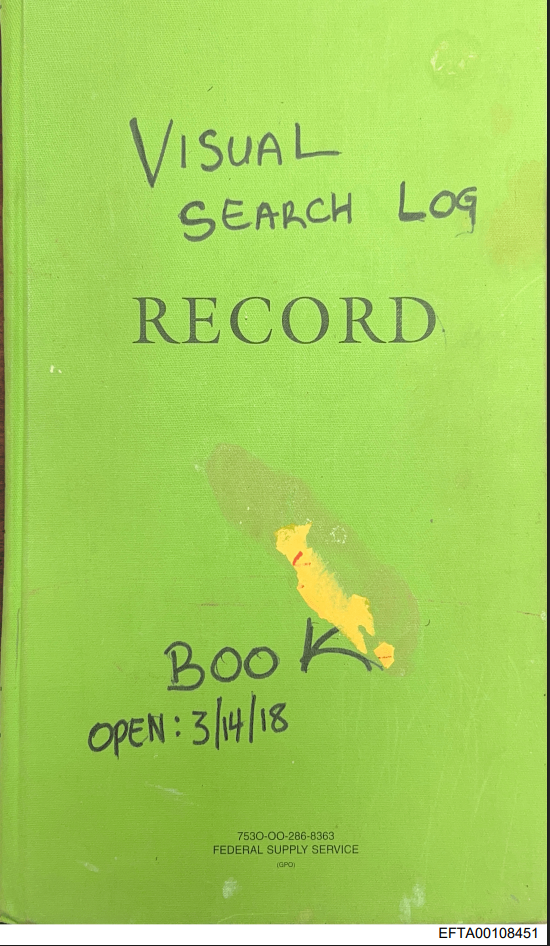 VISUAL
SEARCH LOG
RECORD
BOOK
OPEN: 3/14/18
7530-00-286-8363
FEDERAL SUPPLY SERVICE
(GPO)
EFTA00108451